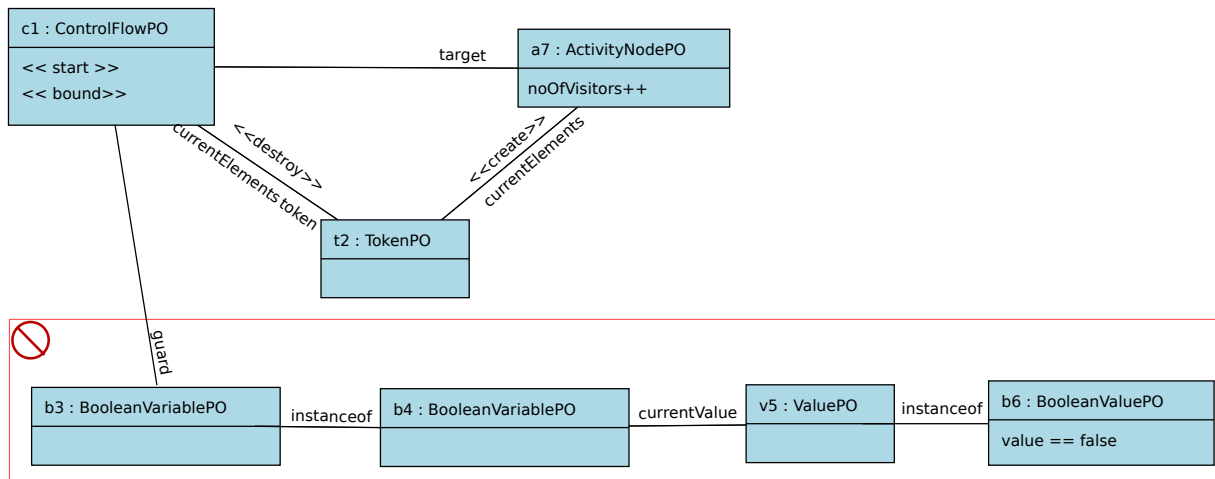 c1 : ControlFlowPO
<< start >>
<< bound>>
target
a7 : ActivityNodePO
noOfVisitors++
<<destroy>>
currentElements token
<<create>>
currentElements
t2 : TokenPO
guard
b3 : BooleanVariablePO
instanceof
b4 : BooleanVariablePO
currentValue
v5 : ValuePO
instanceof
b6 : BooleanValuePO
value == false